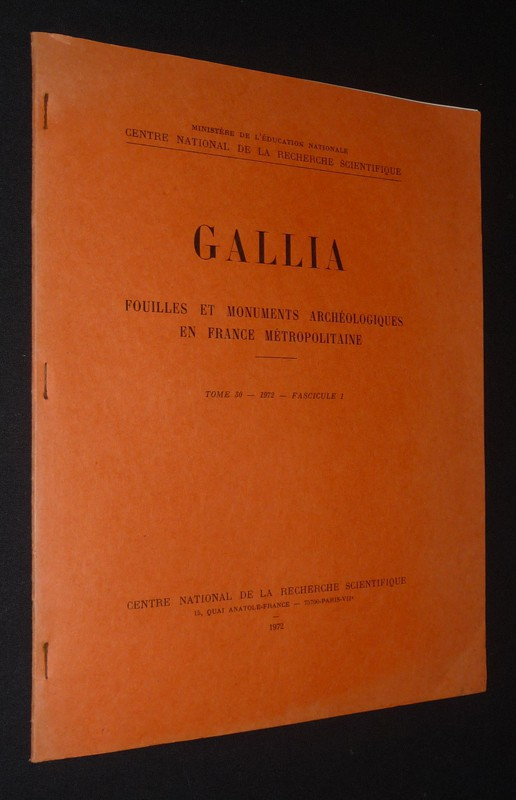 MINISTÈRE DE L'ÉDUCATION NATIONALE
CENTRE NATIONAL DE LA RECHERCHE SCIENTIFIQUE
GALLIA
FOUILLES ET MONUMENTS ARCHÉOLOGIQUES
EN FRANCE MÉTROPOLITAINE
TOME 30 — 1972 — FASCICULE 1
CENTRE NATIONAL DE LA RECHERCHE SCIENTIFIQUE
15, QUAI ANATOLE-FRANCE — 75700-PARIS-VIIᵉ
1972